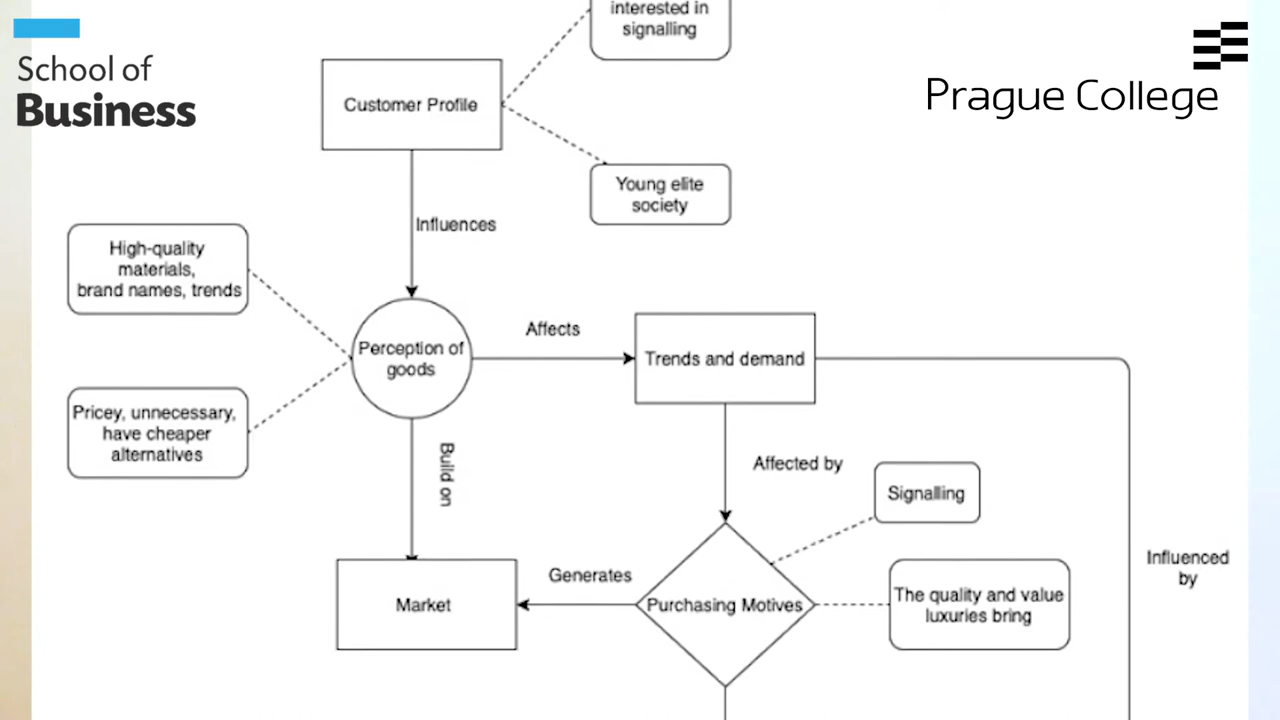 interested in
signalling
School of
Business
Prague College
Customer Profile
Young elite
society
Influences
High-quality
materials,
brand names, trends
Affects
Perception of
goods
Trends and demand
Pricey, unnecessary,
have cheaper
alternatives
Build on
Affected by
Signalling
Influenced
by
Generates
Market
Purchasing Motives
The quality and value
luxuries bring